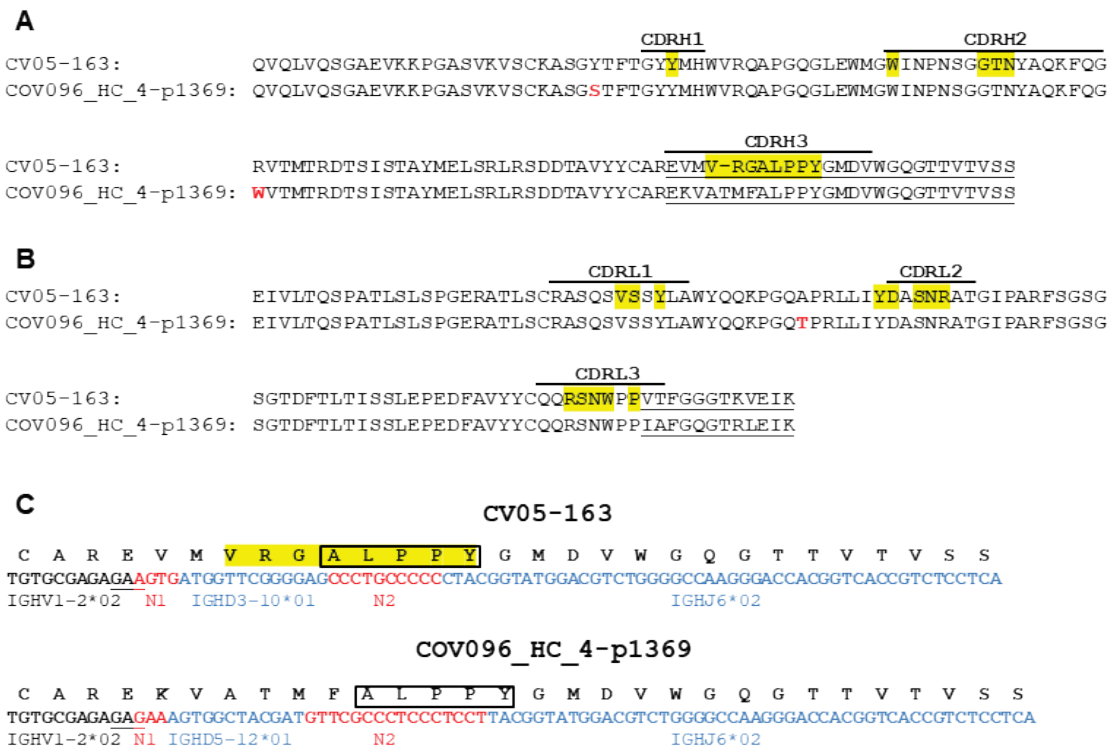 A
CDRH1 CDRH2
CV05-163: QVQLVQSGAEVKKPGASVKVSCKASGYTFTGYYMHWVRQAPGQGLEWMGWINPNSGGTNYAQKFQG
COV096_HC_4-p1369: QVQLVQSGAEVKKPGASVKVSCKASGSTFTGYYMHWVRQAPGQGLEWMGWINPNSGGTNYAQKFQG
CDRH3
CV05-163: RVTMTRDTSISTAYMELSRLRSDDTAVYYCAREVMV-RGALPPYGMDVWGQGTTVTVSS
COV096_HC_4-p1369: WVTMTRDTSISTAYMELSRLRSDDTAVYYCAREKVATMFALPPYGMDVWGQGTTVTVSS
B
CDRL1 CDRL2
CV05-163: EIVLTQSPATLSLSPGERATLSCRASQSVSSYLAWYQQKPGQAPRLLIYDASNRATGIPARFSGSG
COV096_HC_4-p1369: EIVLTQSPATLSLSPGERATLSCRASQSVSSYLAWYQQKPGQTPRLLIYDASNRATGIPARFSGSG
CDRL3
CV05-163: SGTDFTLTISSLEPEDFAVYYCQQRSNWPPVTFGGGTKVEIK
COV096_HC_4-p1369: SGTDFTLTISSLEPEDFAVYYCQQRSNWPPIAFGQGTRLEIK
C
CV05-163
C A R E V M V R G A L P P Y G M D V W G Q G T T V T V S S
TGTGCGAGAGAAGTGATGGTTCGGGGAGCCCTGCCCCCCTACGGTATGGACGTCTGGGGCCAAGGGACCACGGTCACCGTCTCCTCA
IGHV1-2*02 N1 IGHD3-10*01 N2 IGHJ6*02
COV096_HC_4-p1369
C A R E K V A T M F A L P P Y G M D V W G Q G T T V T V S S
TGTGCGAGAGAGAAAGTGGCTACGATGTTCGCCCTCCCTCCTTACGGTATGGACGTCTGGGGCCAAGGGACCACGGTCACCGTCTCCTCA
IGHV1-2*02 N1 IGHD5-12*01 N2 IGHJ6*02